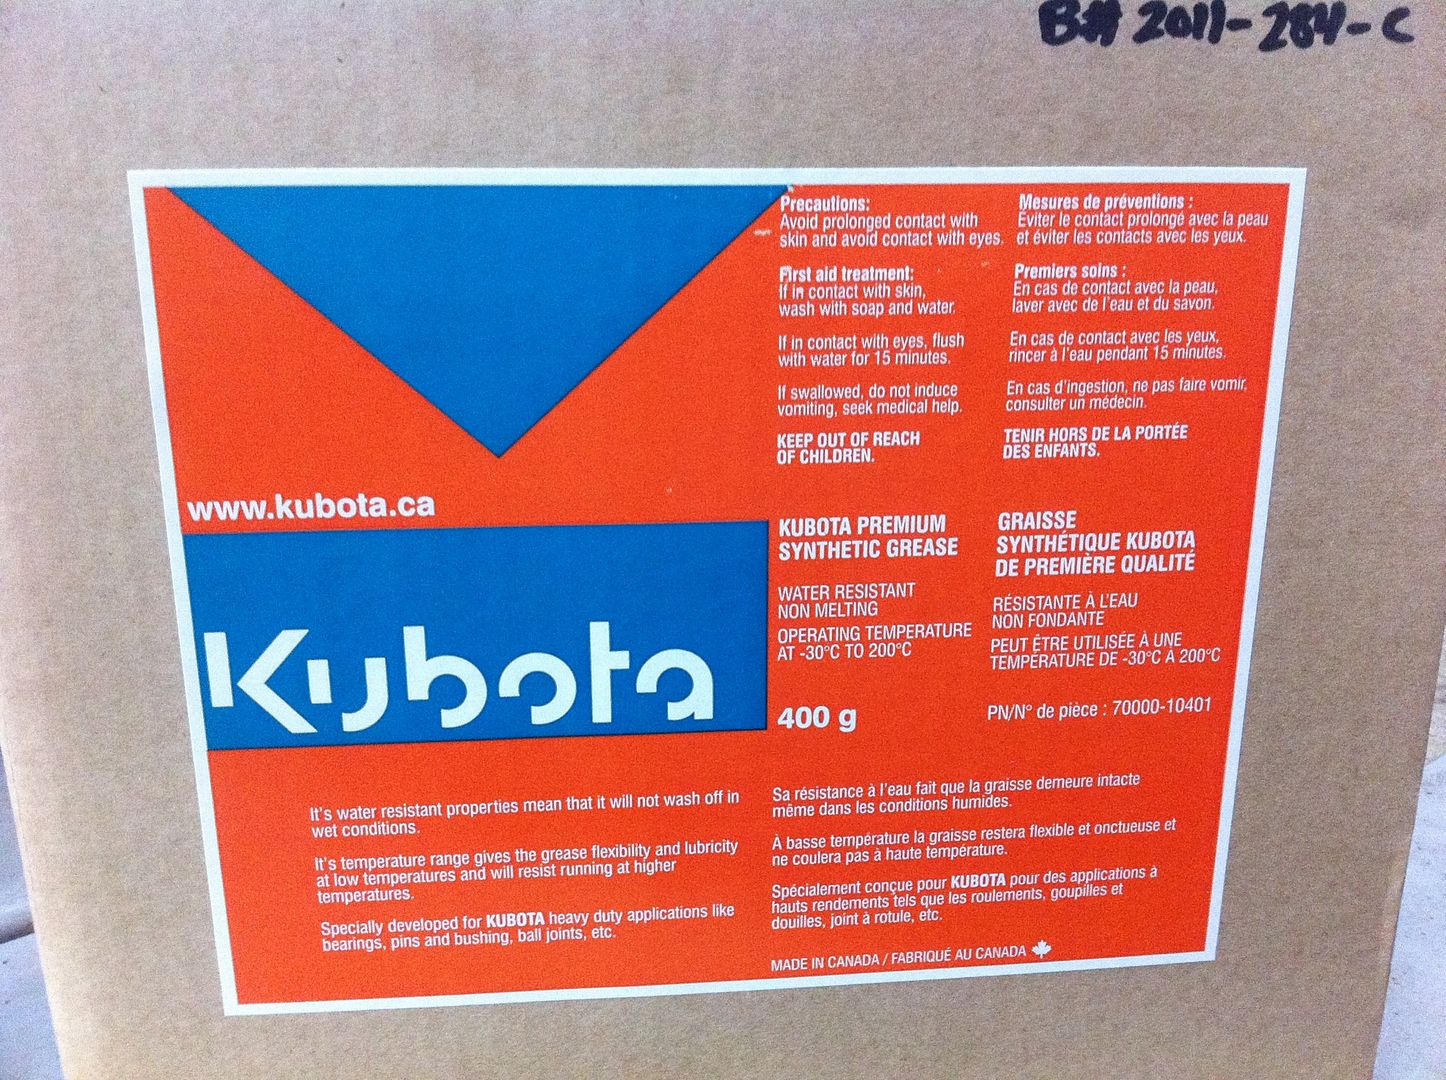 B# 2011-284-C
Precautions:
Avoid prolonged contact with
skin and avoid contact with eyes.
First aid treatment:
If in contact with skin,
wash with soap and water.
If in contact with eyes, flush
with water for 15 minutes.
If swallowed, do not induce
vomiting, seek medical help.
KEEP OUT OF REACH
OF CHILDREN.
Mesures de préventions :
Éviter le contact prolongé avec la peau
et éviter les contacts avec les yeux.
Premiers soins :
En cas de contact avec la peau,
laver avec de l'eau et du savon.
En cas de contact avec les yeux,
rincer à l'eau pendant 15 minutes.
En cas d'ingestion, ne pas faire vomir,
consulter un médecin.
TENIR HORS DE LA PORTÉE
DES ENFANTS.
www.kubota.ca
Kubota
KUBOTA PREMIUM
SYNTHETIC GREASE
WATER RESISTANT
NON MELTING
OPERATING TEMPERATURE
AT -30°C TO 200°C
400 g
GRAISSE
SYNTHÉTIQUE KUBOTA
DE PREMIÈRE QUALITÉ
RÉSISTANTE À L'EAU
NON FONDANTE
PEUT ÊTRE UTILISÉE À UNE
TEMPÉRATURE DE -30°C À 200°C
PN/N° de pièce : 70000-10401
It's water resistant properties mean that it will not wash off in
wet conditions.
It's temperature range gives the grease flexibility and lubricity
at low temperatures and will resist running at higher
temperatures.
Specially developed for KUBOTA heavy duty applications like
bearings, pins and bushing, ball joints, etc.
Sa résistance à l'eau fait que la graisse demeure intacte
même dans les conditions humides.
À basse température la graisse restera flexible et onctueuse et
ne coulera pas à haute température.
Spécialement conçue pour KUBOTA pour des applications à
hauts rendements tels que les roulements, goupilles et
douilles, joint à rotule, etc.
MADE IN CANADA / FABRIQUÉ AU CANADA